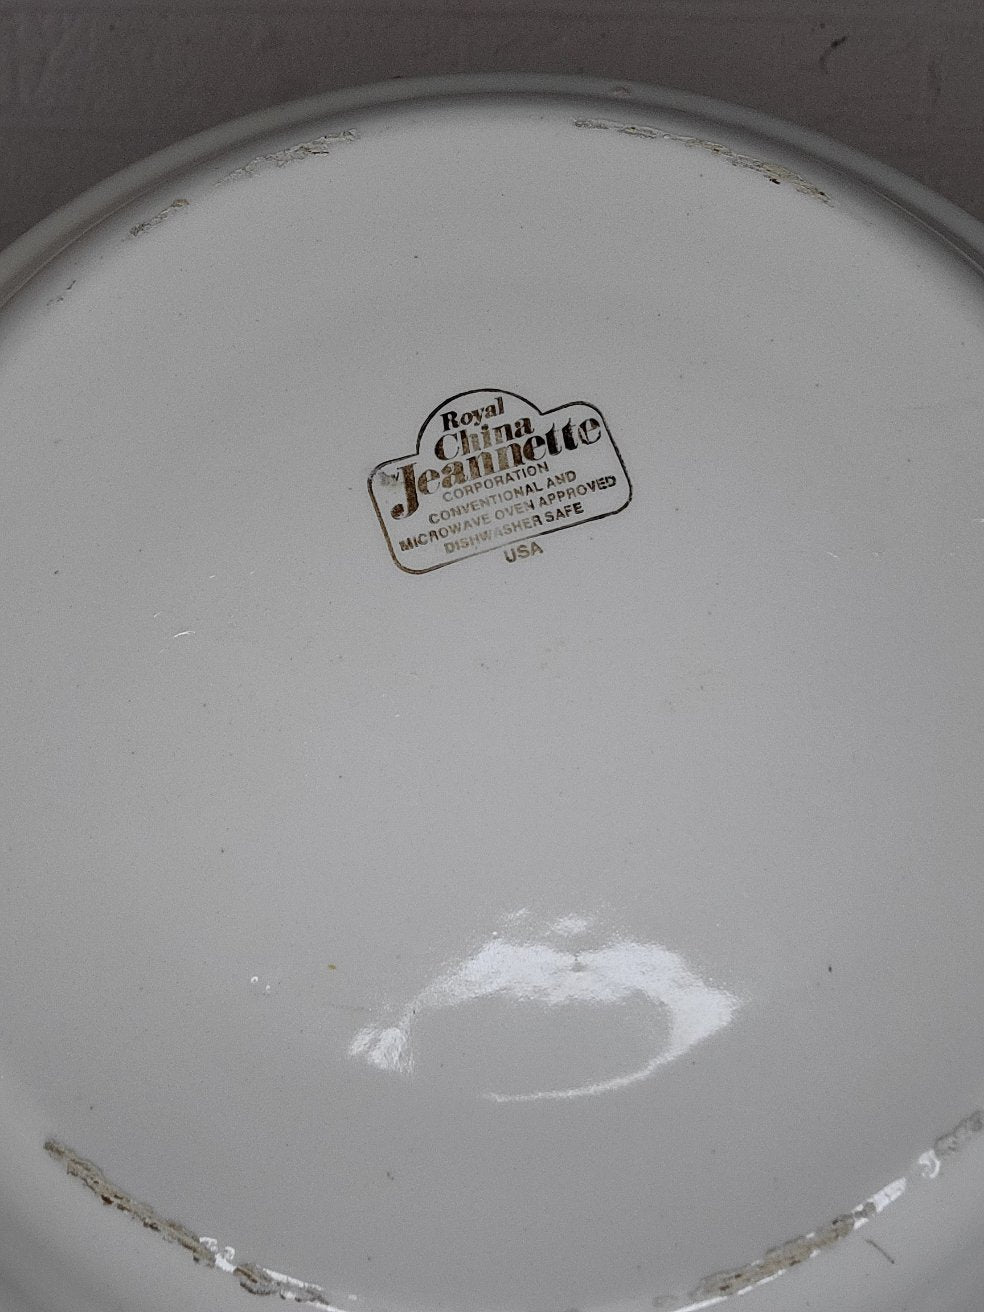 Royal
China
by Jeannette
CORPORATION
CONVENTIONAL AND
MICROWAVE OVEN APPROVED
DISHWASHER SAFE
USA